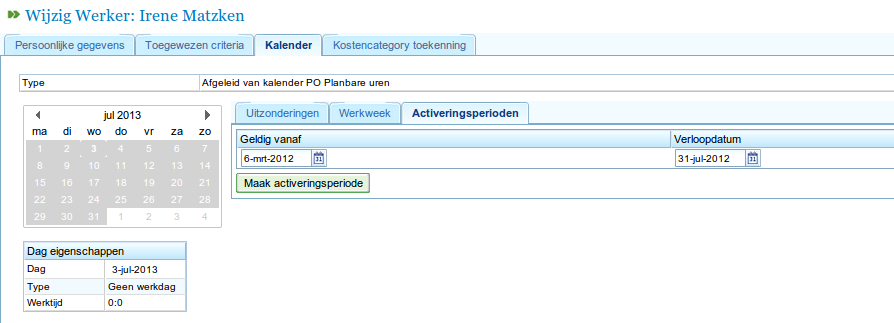 Wijzig Werker: Irene Matzken
Persoonlijke gegevens Toegewezen criteria Kalender Kostencategory toekenning
Type Afgeleid van kalender PO Planbare uren
jul 2013
ma di wo do vr za zo
1 2 3 4 5 6 7
8 9 10 11 12 13 14
15 16 17 18 19 20 21
22 23 24 25 26 27 28
29 30 31 1 2 3 4
Uitzonderingen Werkweek Activeringsperioden
Geldig vanaf Verloopdatum
6-mrt-2012 31 31-jul-2012 31
Maak activeringsperiode
Dag eigenschappen
Dag 3-jul-2013
Type Geen werkdag
Werktijd 0:0